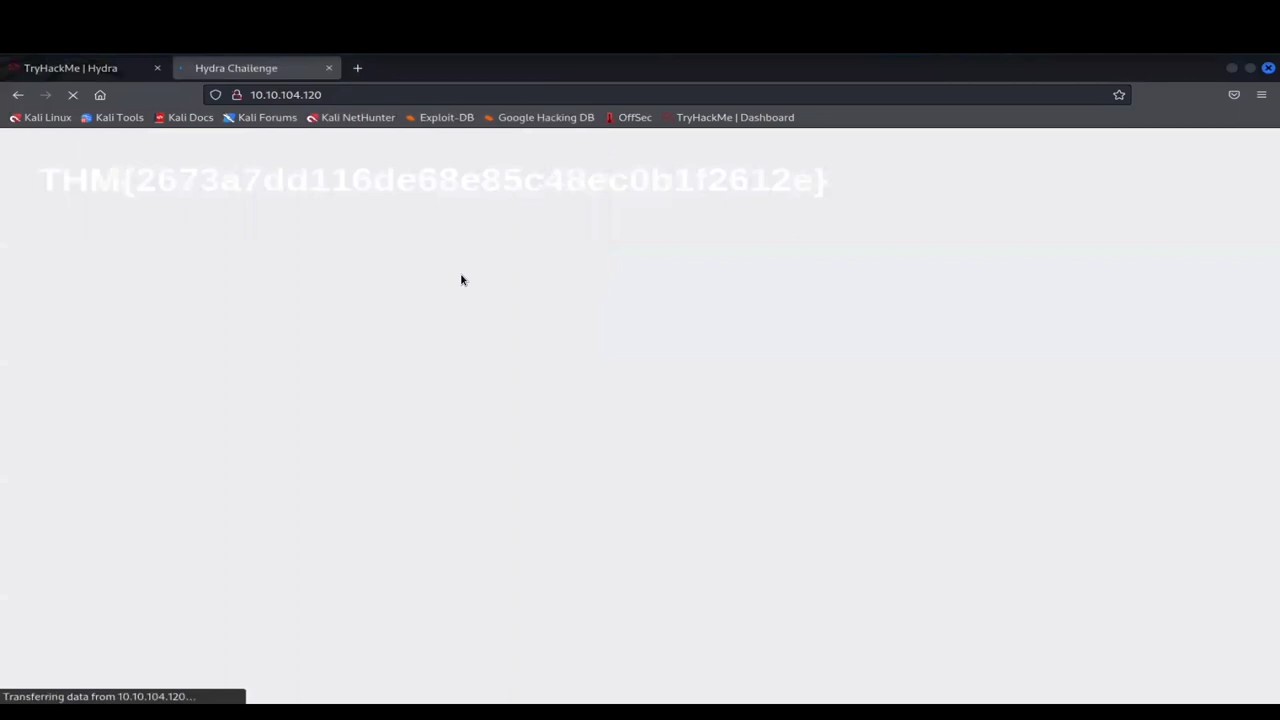 TryHackMe | Hydra
Hydra Challenge
10.10.104.120
Kali Linux
Kali Tools
Kali Docs
Kali Forums
Kali NetHunter
Exploit-DB
Google Hacking DB
OffSec
TryHackMe | Dashboard
THM{2673a7dd116de68e85c48ec0b1f2612e}
Transferring data from 10.10.104.120...